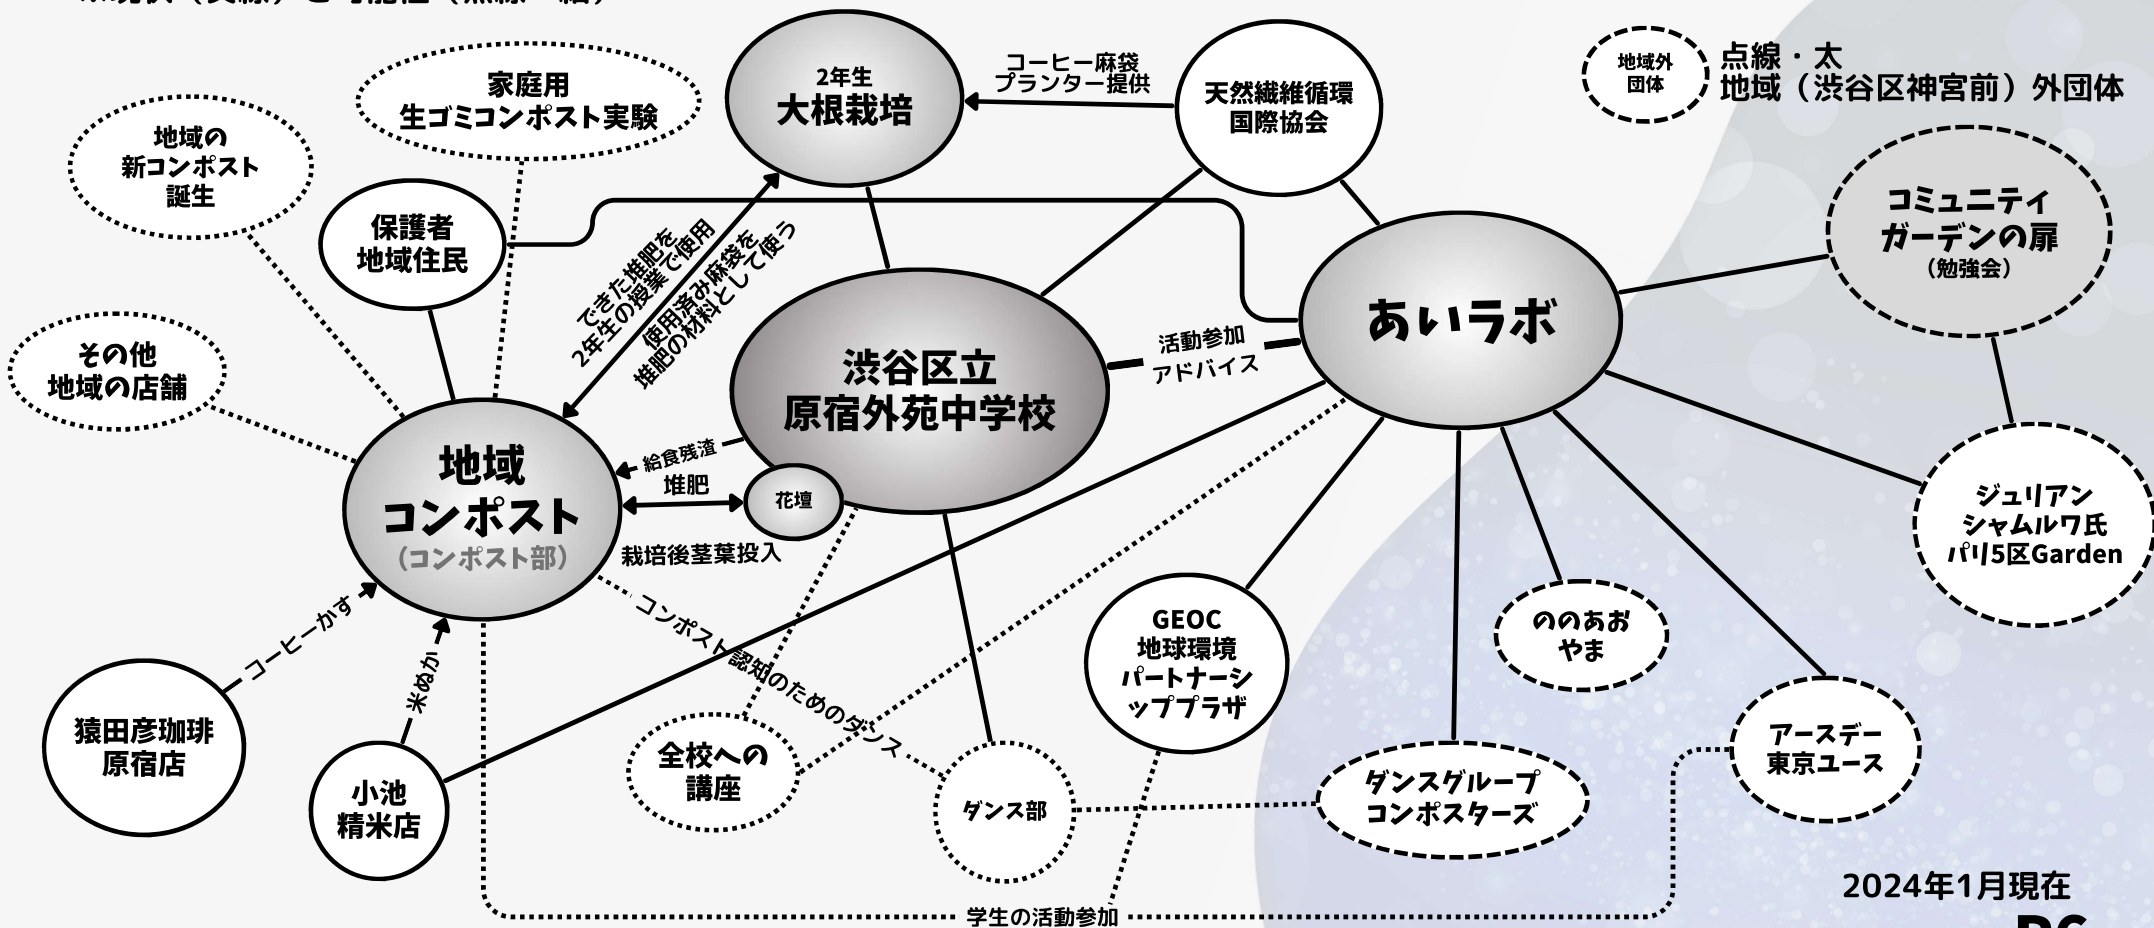 家庭用
生ゴミコンポスト実験
2年生
大根栽培
コーヒー麻袋
プランター提供
天然繊維循環
国際協会
地域外
団体
点線・太
地域（渋谷区神宮前）外団体
地域の
新コンポスト
誕生
保護者
地域住民
できた堆肥を
2年生の授業で使用
使用済み麻袋を
堆肥の材料として使う
コミュニティ
ガーデンの扉
（勉強会）
あいラボ
その他
地域の店舗
渋谷区立
原宿外苑中学校
活動参加
アドバイス
地域
コンポスト
（コンポスト部）
給食残渣
堆肥
花壇
栽培後茎葉投入
ジュリアン
シャムルワ氏
パリ5区Garden
コーヒーかす
米ぬか
コンポスト認知のためのダンス
GEOC
地球環境
パートナーシ
ッププラザ
ののあお
やま
猿田彦珈琲
原宿店
小池
精米店
全校への
講座
ダンス部
ダンスグループ
コンポスターズ
アースデー
東京ユース
学生の活動参加
2024年1月現在